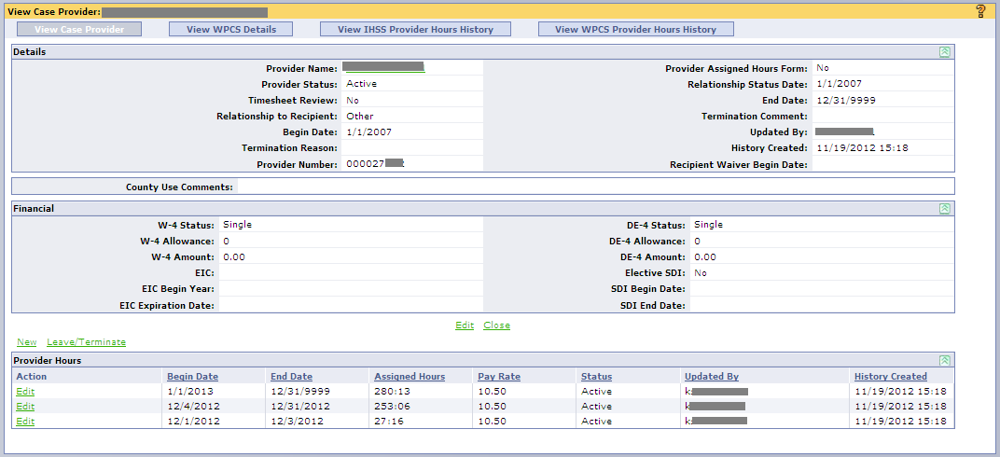 View Case Provider:
View Case Provider View WPCS Details View IHSS Provider Hours History View WPCS Provider Hours History
Details
Provider Name: Provider Assigned Hours Form: No
Provider Status: Active Relationship Status Date: 1/1/2007
Timesheet Review: No End Date: 12/31/9999
Relationship to Recipient: Other Termination Comment:
Begin Date: 1/1/2007 Updated By:
Termination Reason: History Created: 11/19/2012 15:18
Provider Number: 000027 Recipient Waiver Begin Date:
County Use Comments:
Financial
W-4 Status: Single DE-4 Status: Single
W-4 Allowance: 0 DE-4 Allowance: 0
W-4 Amount: 0.00 DE-4 Amount: 0.00
EIC: Elective SDI: No
EIC Begin Year: SDI Begin Date:
EIC Expiration Date: SDI End Date:
Edit Close
New Leave/Terminate
Provider Hours
Action Begin Date End Date Assigned Hours Pay Rate Status Updated By History Created
Edit 1/1/2013 12/31/9999 280:13 10.50 Active k 11/19/2012 15:18
Edit 12/4/2012 12/31/2012 253:06 10.50 Active k 11/19/2012 15:18
Edit 12/1/2012 12/3/2012 27:16 10.50 Active k 11/19/2012 15:18